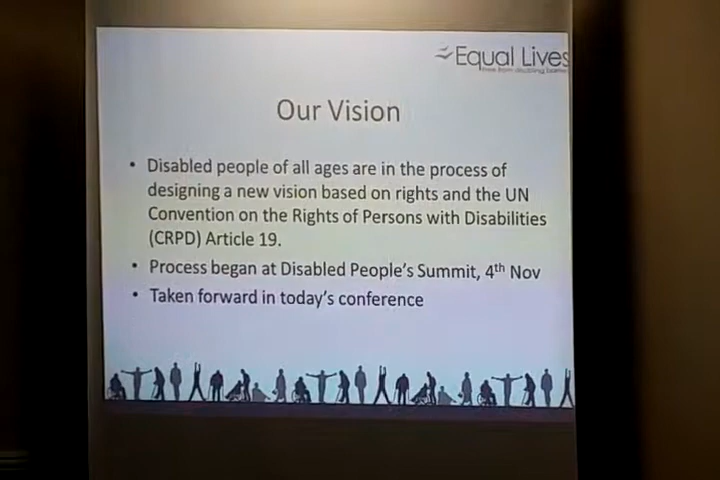 Equal Lives
Our Vision
• Disabled people of all ages are in the process of
designing a new vision based on rights and the UN
Convention on the Rights of Persons with Disabilities
(CRPD) Article 19.
• Process began at Disabled People's Summit, 4th Nov
• Taken forward in today's conference